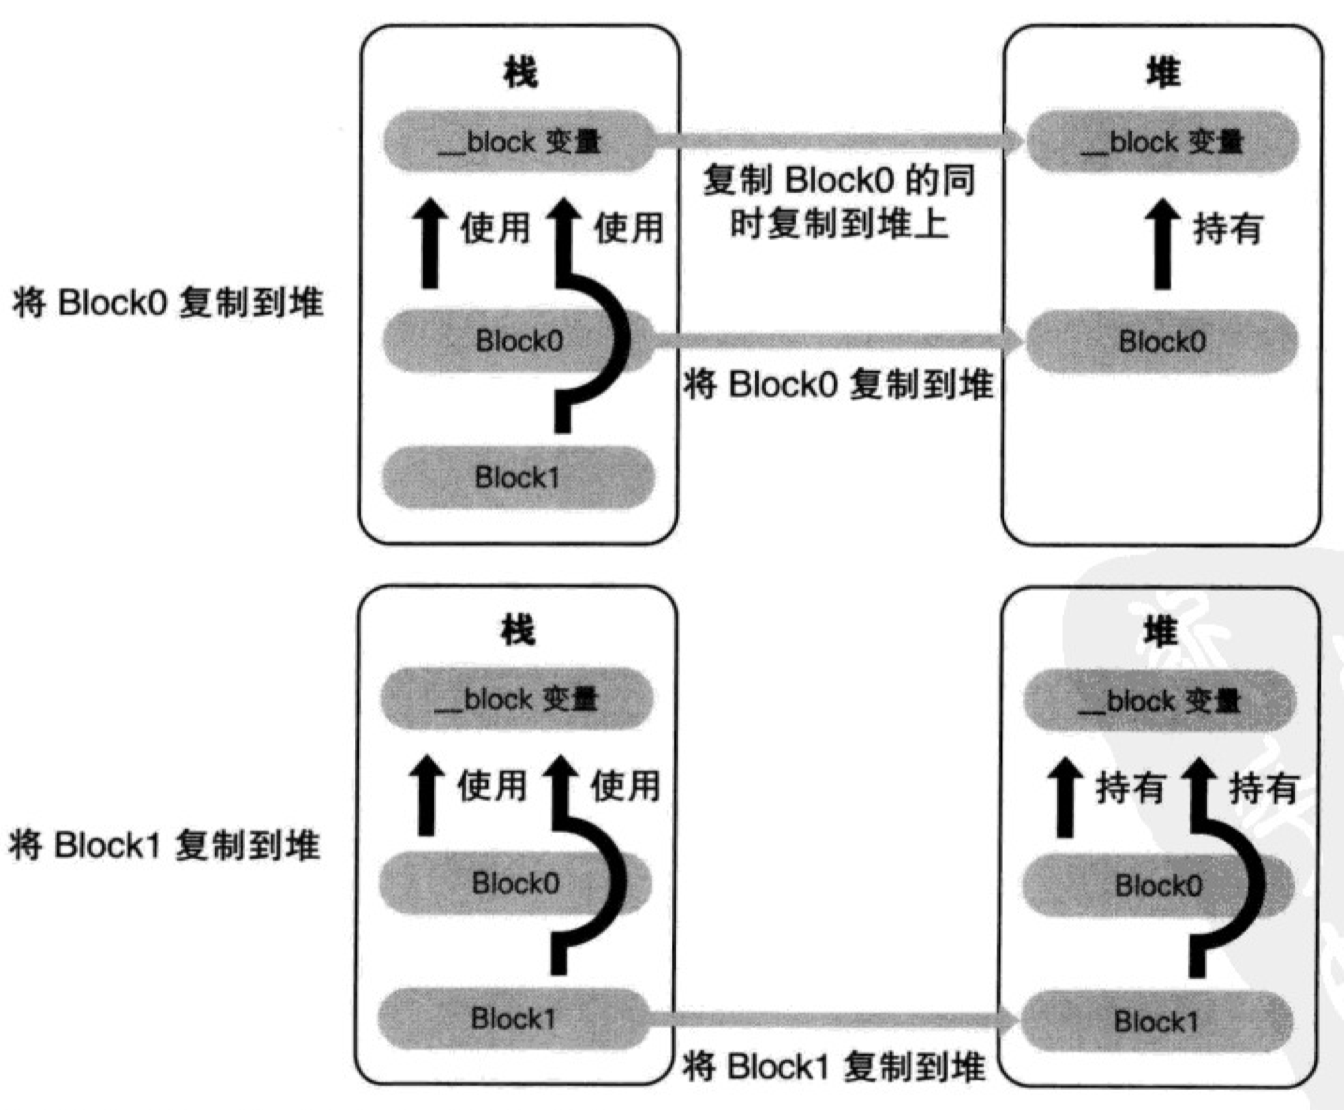 栈
堆
__block 变量
__block 变量
复制 Block0 的同
时复制到堆上
使用
使用
持有
将 Block0 复制到堆
Block0
Block0
将 Block0 复制到堆
Block1
栈
堆
__block 变量
__block 变量
使用
使用
持有
持有
将 Block1 复制到堆
Block0
Block0
Block1
Block1
将 Block1 复制到堆